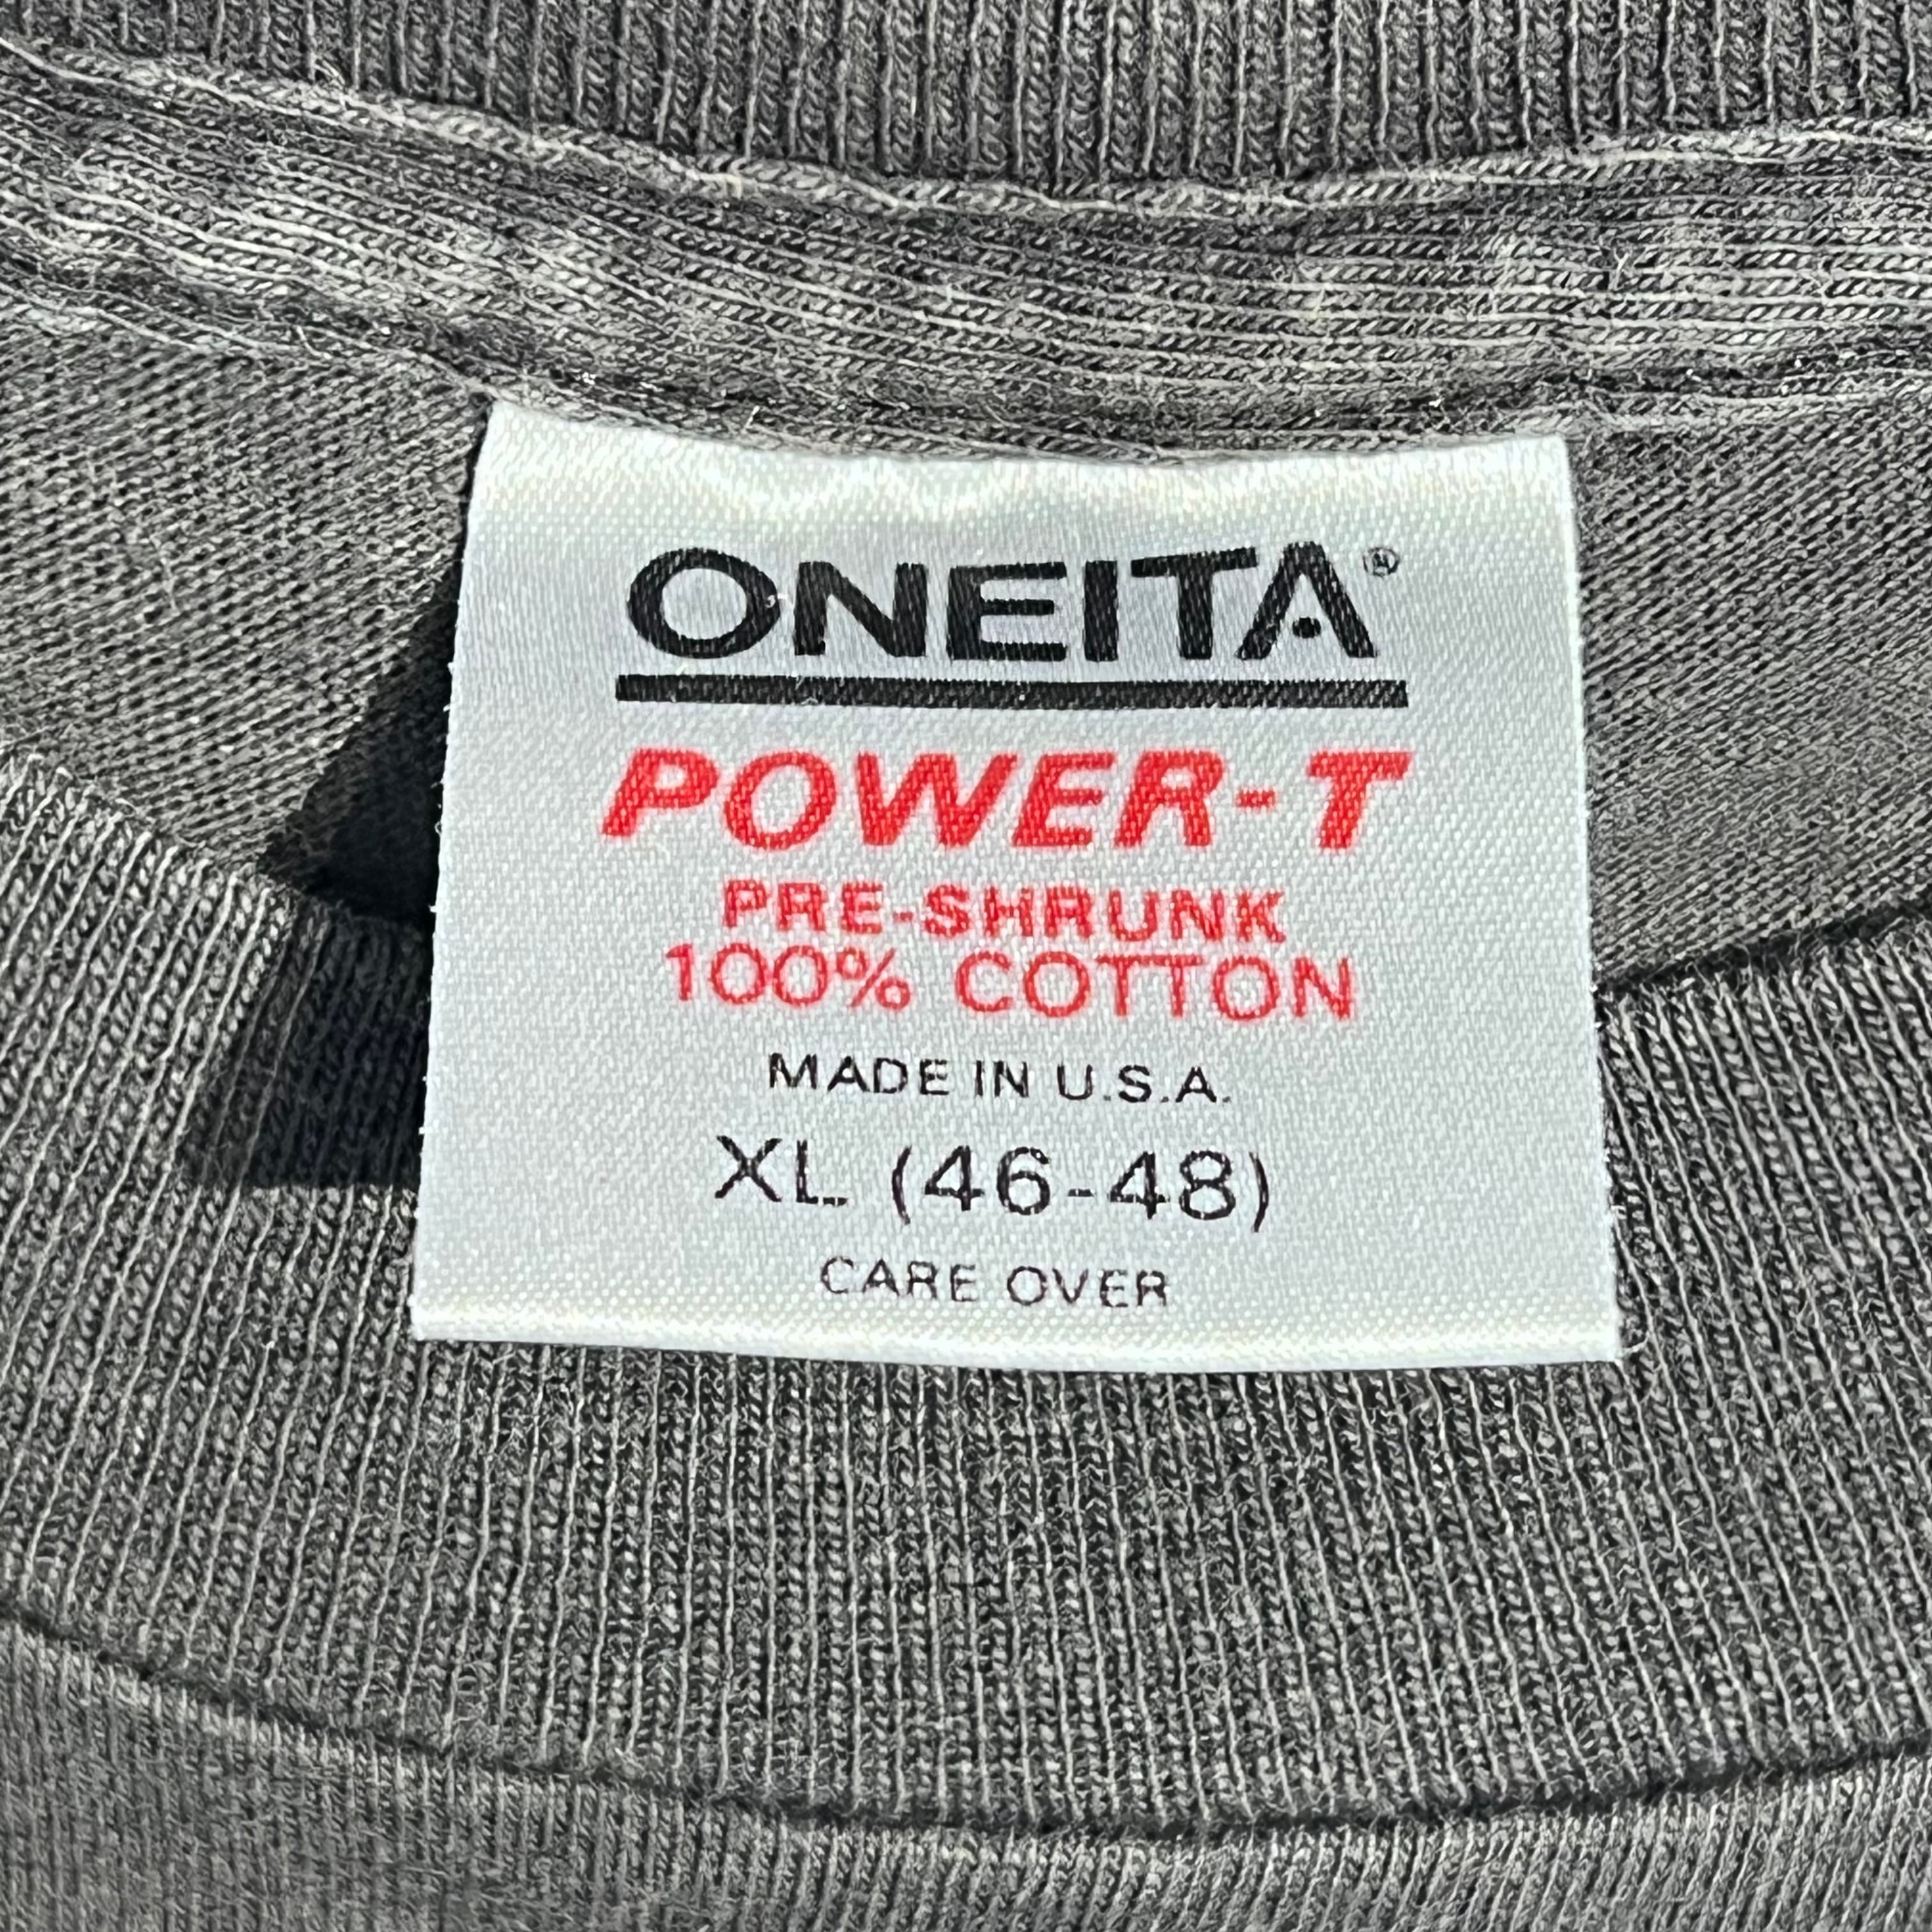 ONEITA®
POWER-T
PRE-SHRUNK
100% COTTON
MADE IN U.S.A.
XL (46-48)
CARE OVER